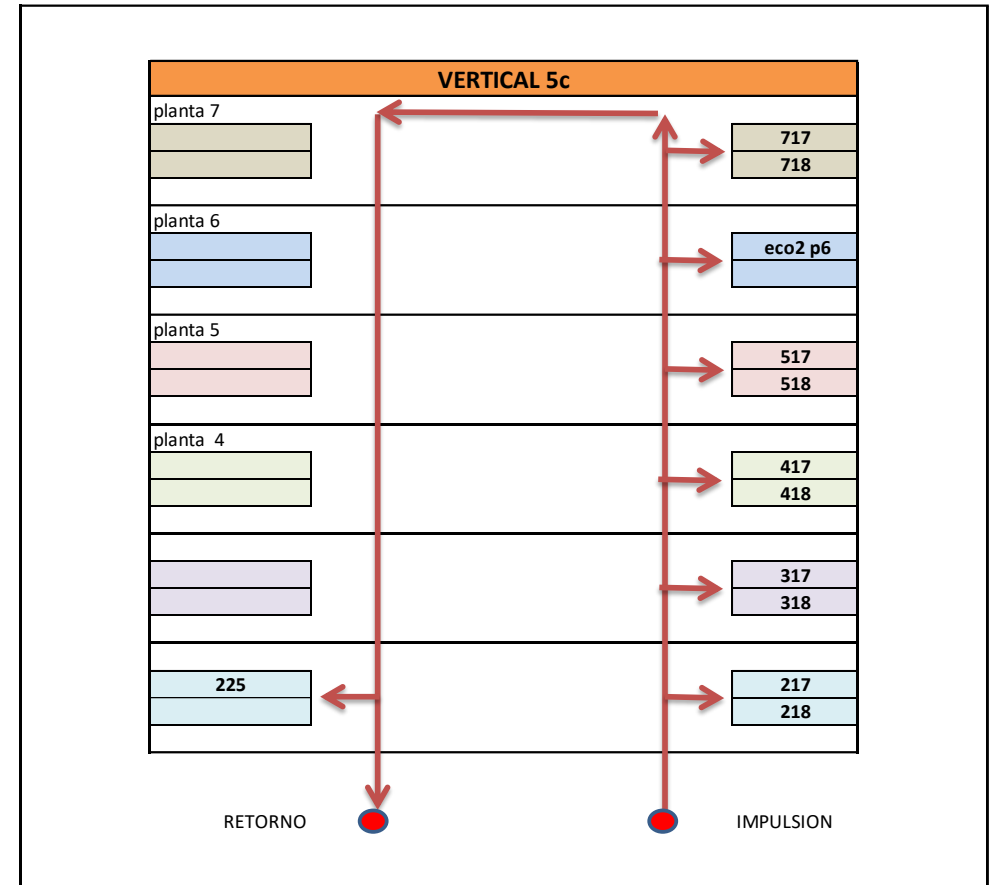 VERTICAL 5c
planta 7
717
718
planta 6
eco2 p6
planta 5
517
518
planta  4
417
418
317
318
225
217
218
RETORNO
IMPULSION